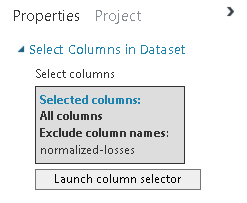 Properties Project
Select Columns in Dataset
Select columns
Selected columns:
All columns
Exclude column names:
normalized-losses
Launch column selector